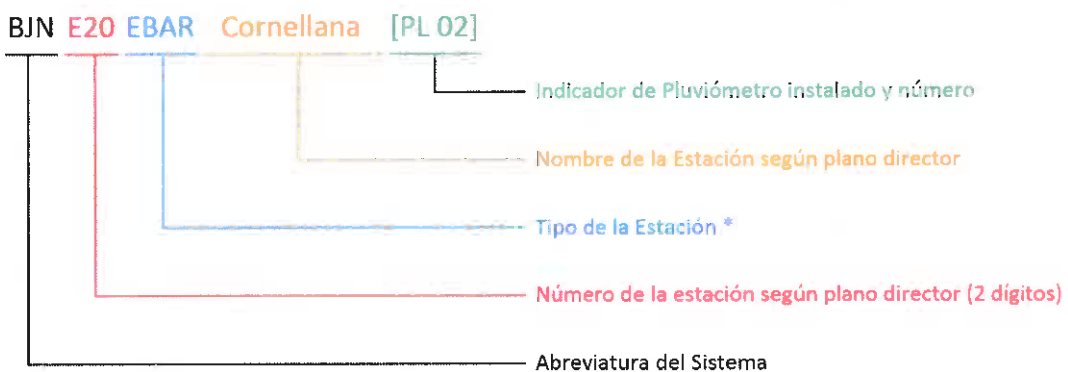 BJN E20 EBAR Cornellana [PL 02]
Indicador de Pluviómetro instalado y número
Nombre de la Estación según plano director
Tipo de la Estación *
Número de la estación según plano director (2 dígitos)
Abreviatura del Sistema